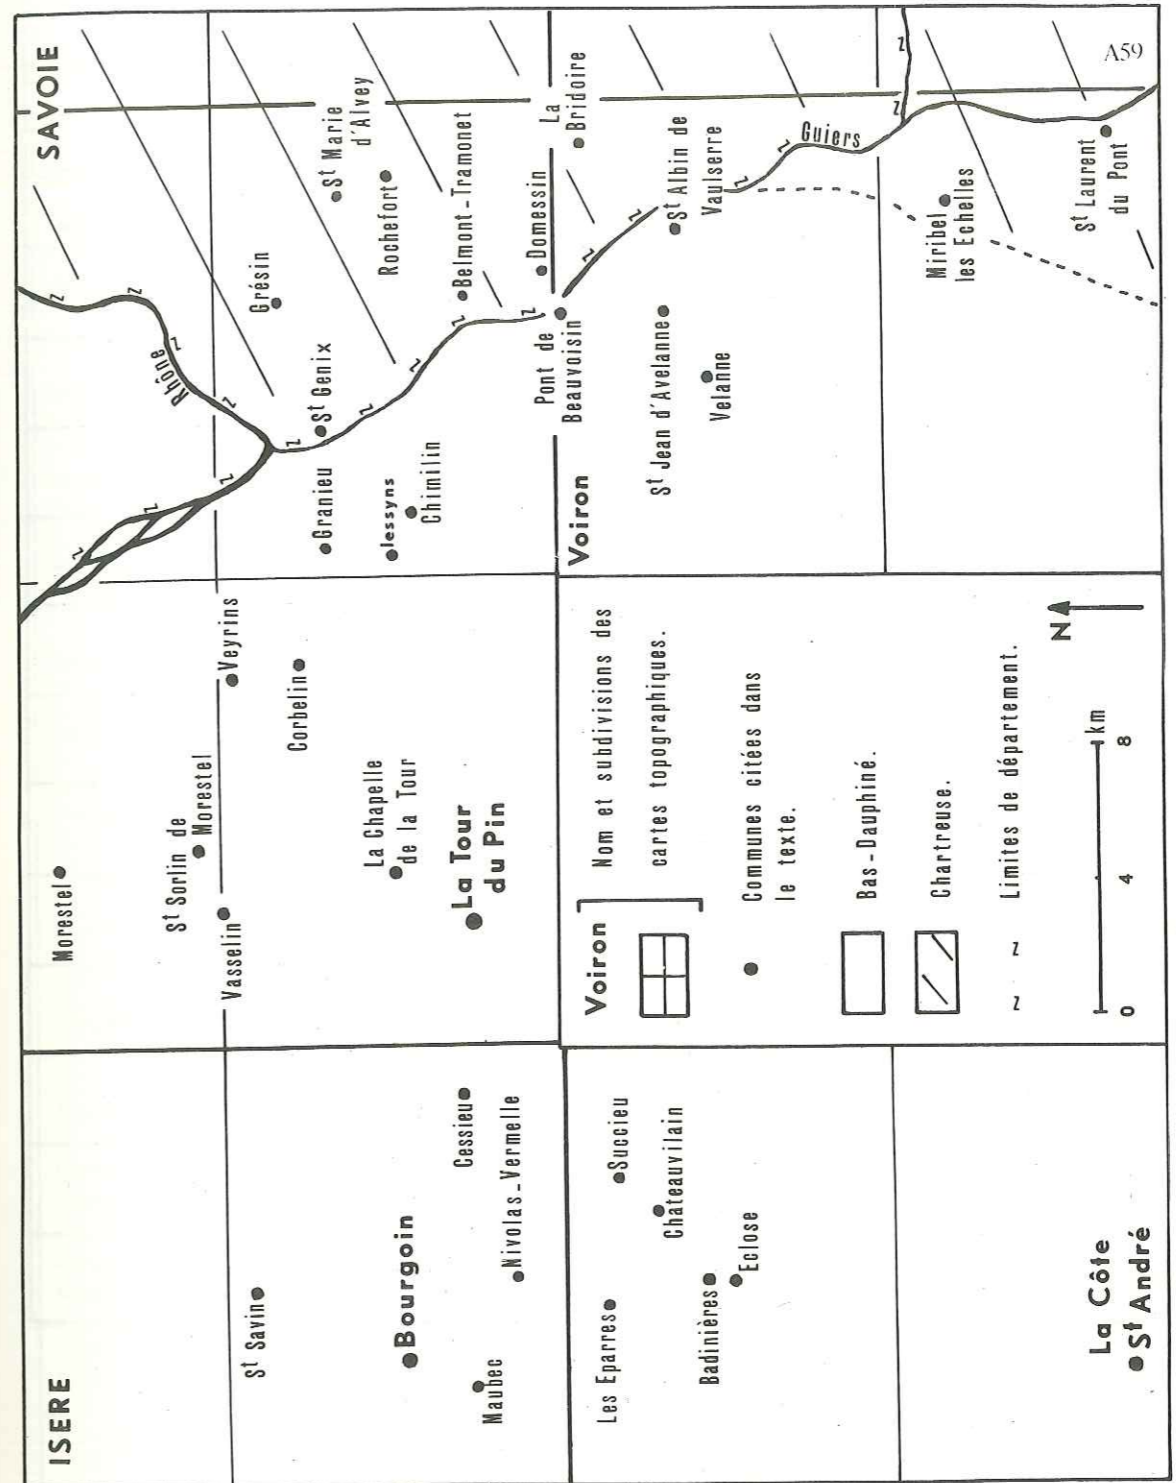 ISERE
SAVOIE
Morestel
St Sorlin de
Morestel
Vasselin
Veyrins
Rhône
St Savin
Corbelin
Grésin
Granieu
St Genix
St Marie
d'Alvey
Bourgoin
La Chapelle
de la Tour
lessyns
Chimilin
Rochefort
Maubec
Cessieu
Nivolas-Vermelle
La Tour
du Pin
Belmont-Tramonet
Domessin
Pont de
Beauvoisin
La
Bridoire
Les Eparres
Succieu
Chateauvilain
Badinières
Eclose
Voiron
St Jean d'Avelanne
Velanne
St Albin de
Vaulserre
Guiers
Miribel
les Echelles
St Laurent
du Pont
La Côte
St André
Voiron
Nom et subdivisions des
cartes topographiques.
Communes citées dans
le texte.
Bas-Dauphiné.
Chartreuse.
Limites de département.
N
km
0 4 8
A59